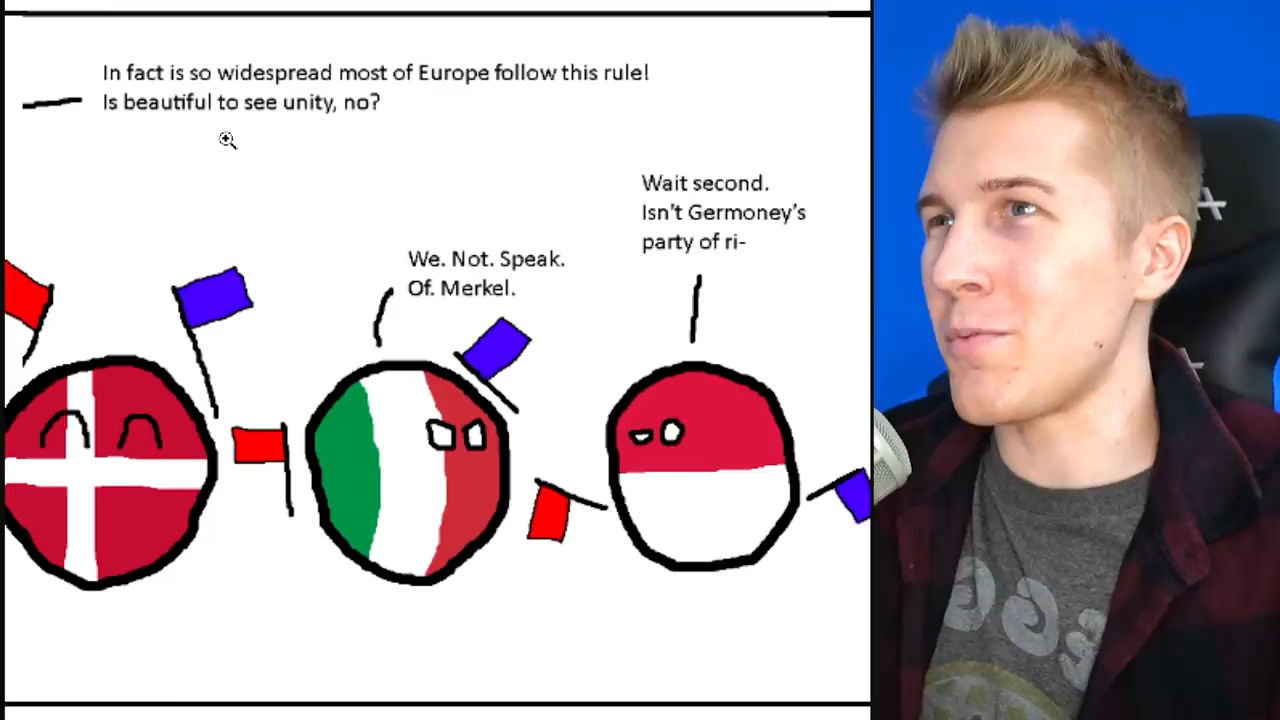 In fact is so widespread most of Europe follow this rule!
Is beautiful to see unity, no?
Wait second.
Isn't Germoney's
party of ri-
We. Not. Speak.
Of. Merkel.